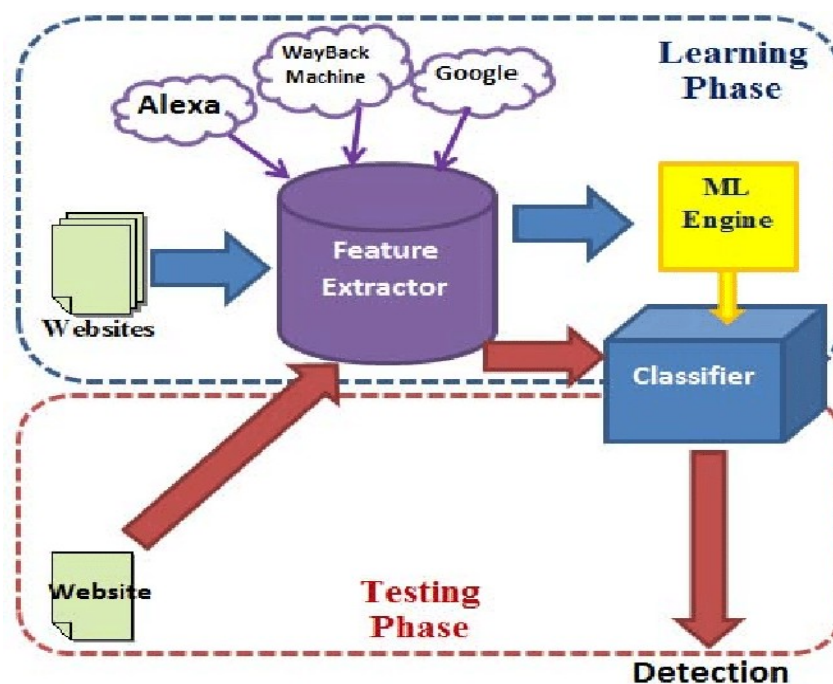 WayBack
Machine
Google
Alexa
Learning
Phase
ML
Engine
Feature
Extractor
Websites
Classifier
Website
Testing
Phase
Detection